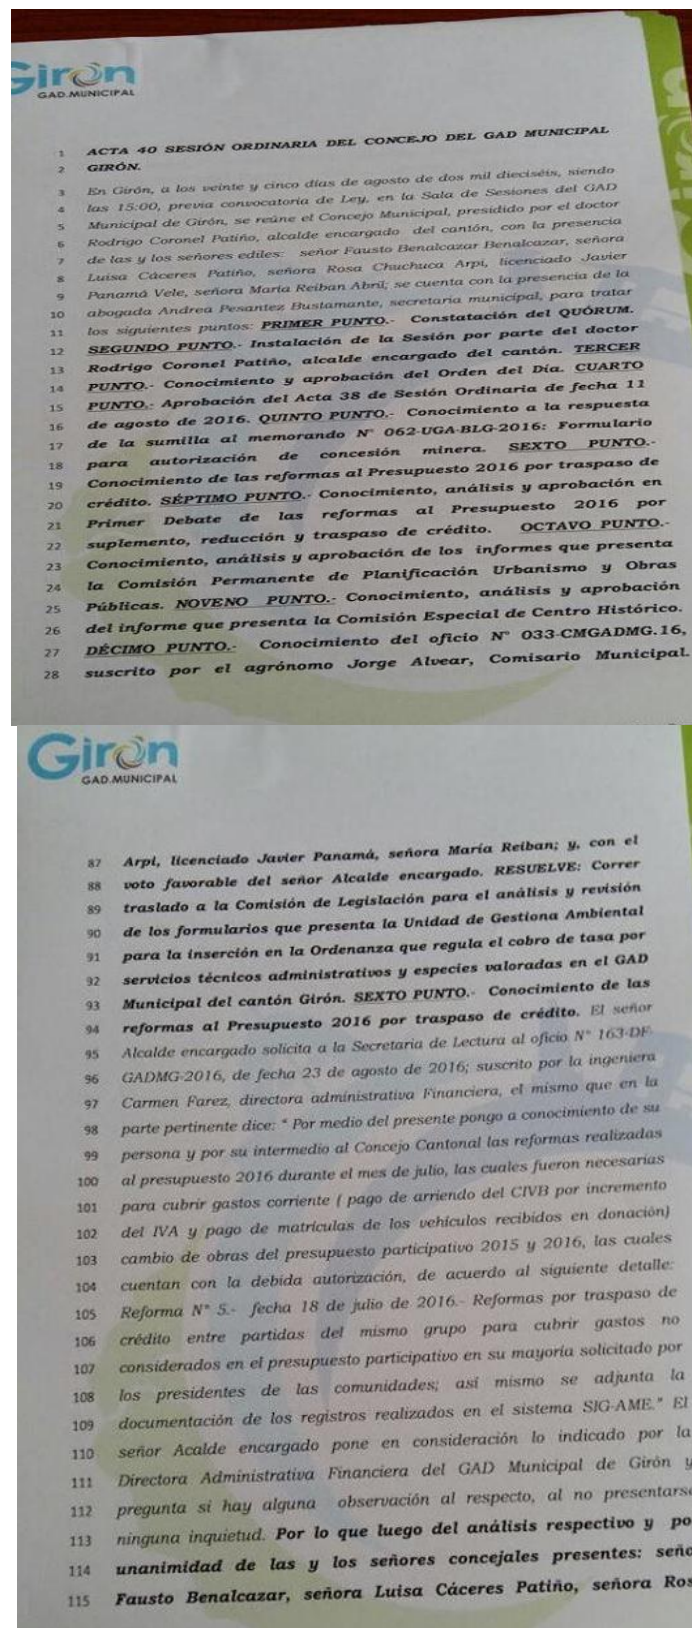 Girón
GAD.MUNICIPAL
1 ACTA 40 SESIÓN ORDINARIA DEL CONCEJO DEL GAD MUNICIPAL
2 GIRÓN.
3 En Girón, a los veinte y cinco días de agosto de dos mil dieciséis, siendo
4 las 15:00, previa convocatoria de Ley, en la Sala de Sesiones del GAD
5 Municipal de Girón, se reúne el Concejo Municipal, presidido por el doctor
6 Rodrigo Coronel Patiño, alcalde encargado del cantón, con la presencia
7 de las y los señores ediles: señor Fausto Benalcazar Benalcazar, señora
8 Luisa Cáceres Patiño, señora Rosa Chuchuca Arpi, licenciado Javier
9 Panamá Vele, señora María Reiban Abril; se cuenta con la presencia de la
10 abogada Andrea Pesantez Bustamante, secretaria municipal, para tratar
11 los siguientes puntos: PRIMER PUNTO.- Constatación del QUÓRUM.
12 SEGUNDO PUNTO.- Instalación de la Sesión por parte del doctor
13 Rodrigo Coronel Patiño, alcalde encargado del cantón. TERCER
14 PUNTO.- Conocimiento y aprobación del Orden del Día. CUARTO
15 PUNTO.- Aprobación del Acta 38 de Sesión Ordinaria de fecha 11
16 de agosto de 2016. QUINTO PUNTO.- Conocimiento a la respuesta
17 de la sumilla al memorando N° 062-UGA-BLG-2016: Formulario
18 para autorización de concesión minera. SEXTO PUNTO.-
19 Conocimiento de las reformas al Presupuesto 2016 por traspaso de
20 crédito. SÉPTIMO PUNTO.- Conocimiento, análisis y aprobación en
21 Primer Debate de las reformas al Presupuesto 2016 por
22 suplemento, reducción y traspaso de crédito. OCTAVO PUNTO.-
23 Conocimiento, análisis y aprobación de los informes que presenta
24 la Comisión Permanente de Planificación Urbanismo y Obras
25 Públicas. NOVENO PUNTO.- Conocimiento, análisis y aprobación
26 del informe que presenta la Comisión Especial de Centro Histórico.
27 DÉCIMO PUNTO.- Conocimiento del oficio N° 033-CMGADMG.16,
28 suscrito por el agrónomo Jorge Alvear, Comisario Municipal.
Girón
GAD.MUNICIPAL
87 Arpi, licenciado Javier Panamá, señora María Reiban; y, con el
88 voto favorable del señor Alcalde encargado. RESUELVE: Correr
89 traslado a la Comisión de Legislación para el análisis y revisión
90 de los formularios que presenta la Unidad de Gestiona Ambiental
91 para la inserción en la Ordenanza que regula el cobro de tasa por
92 servicios técnicos administrativos y especies valoradas en el GAD
93 Municipal del cantón Girón. SEXTO PUNTO.- Conocimiento de las
94 reformas al Presupuesto 2016 por traspaso de crédito. El señor
95 Alcalde encargado solicita a la Secretaria de Lectura al oficio N° 163-DF-
96 GADMG-2016, de fecha 23 de agosto de 2016; suscrito por la ingeniera
97 Carmen Farez, directora administrativa Financiera, el mismo que en la
98 parte pertinente dice: " Por medio del presente pongo a conocimiento de su
99 persona y por su intermedio al Concejo Cantonal las reformas realizadas
100 al presupuesto 2016 durante el mes de julio, las cuales fueron necesarias
101 para cubrir gastos corriente ( pago de arriendo del CIVB por incremento
102 del IVA y pago de matrículas de los vehículos recibidos en donación)
103 cambio de obras del presupuesto participativo 2015 y 2016, las cuales
104 cuentan con la debida autorización, de acuerdo al siguiente detalle:
105 Reforma N° 5.- fecha 18 de julio de 2016.- Reformas por traspaso de
106 crédito entre partidas del mismo grupo para cubrir gastos no
107 considerados en el presupuesto participativo en su mayoría solicitado por
108 los presidentes de las comunidades; así mismo se adjunta la
109 documentación de los registros realizados en el sistema SIG-AME." El
110 señor Acalde encargado pone en consideración lo indicado por la
111 Directora Administrativa Financiera del GAD Municipal de Girón y
112 pregunta si hay alguna observación al respecto, al no presentarse
113 ninguna inquietud. Por lo que luego del análisis respectivo y po
114 unanimidad de las y los señores concejales presentes: seño
115 Fausto Benalcazar, señora Luisa Cáceres Patiño, señora Ros